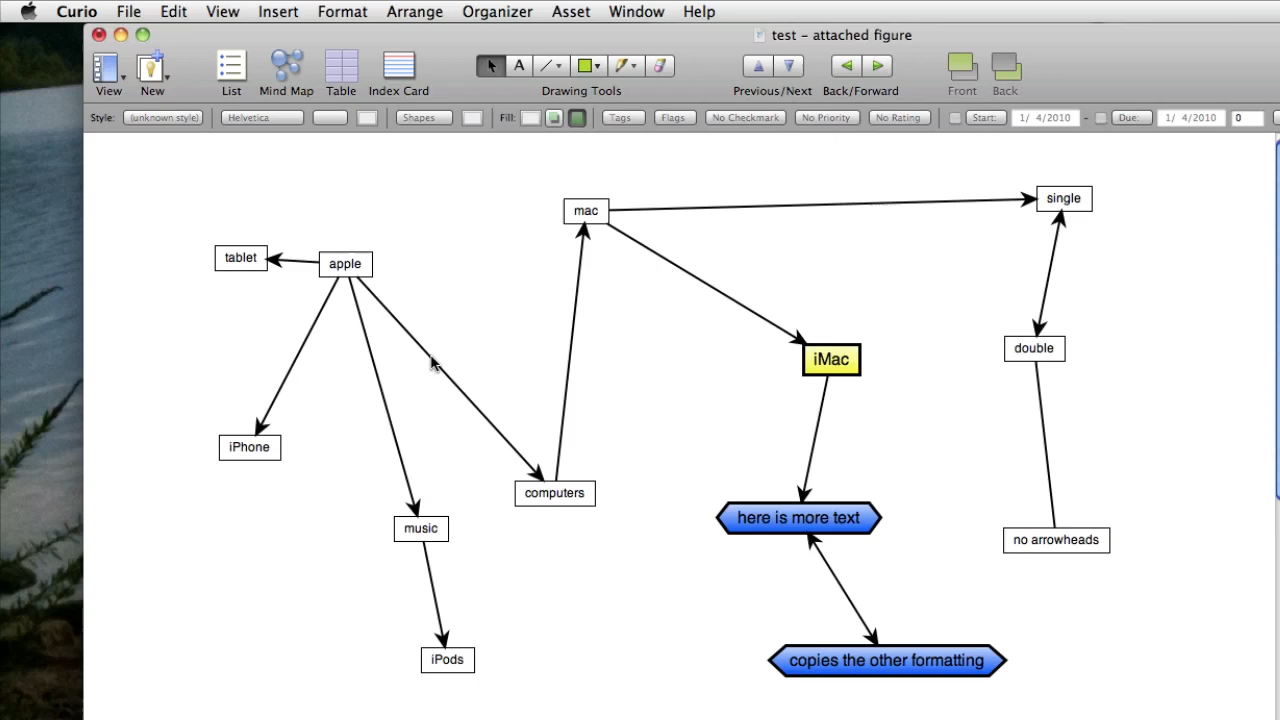 Curio File Edit View Insert Format Arrange Organizer Asset Window Help
test – attached figure
A
View New List Mind Map Table Index Card Drawing Tools Previous/Next Back/Forward Front Back
Style: (unknown style) Helvetica Shapes Fill: Tags Flags No Checkmark No Priority No Rating Start: 1/ 4/2010 - Due: 1/ 4/2010 0
single
mac
tablet
apple
double
iMac
iPhone
computers
here is more text
music
no arrowheads
iPods
copies the other formatting